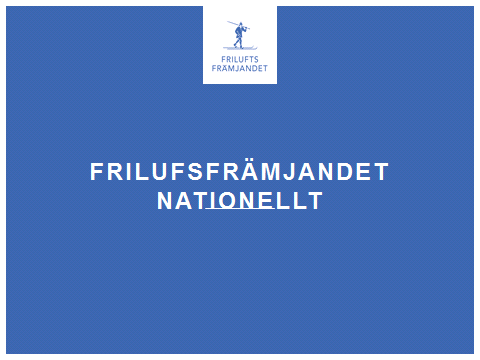 FRILUFTS
FRÄMJANDET
FRILUFSFRÄMJANDET
NATIONELLT